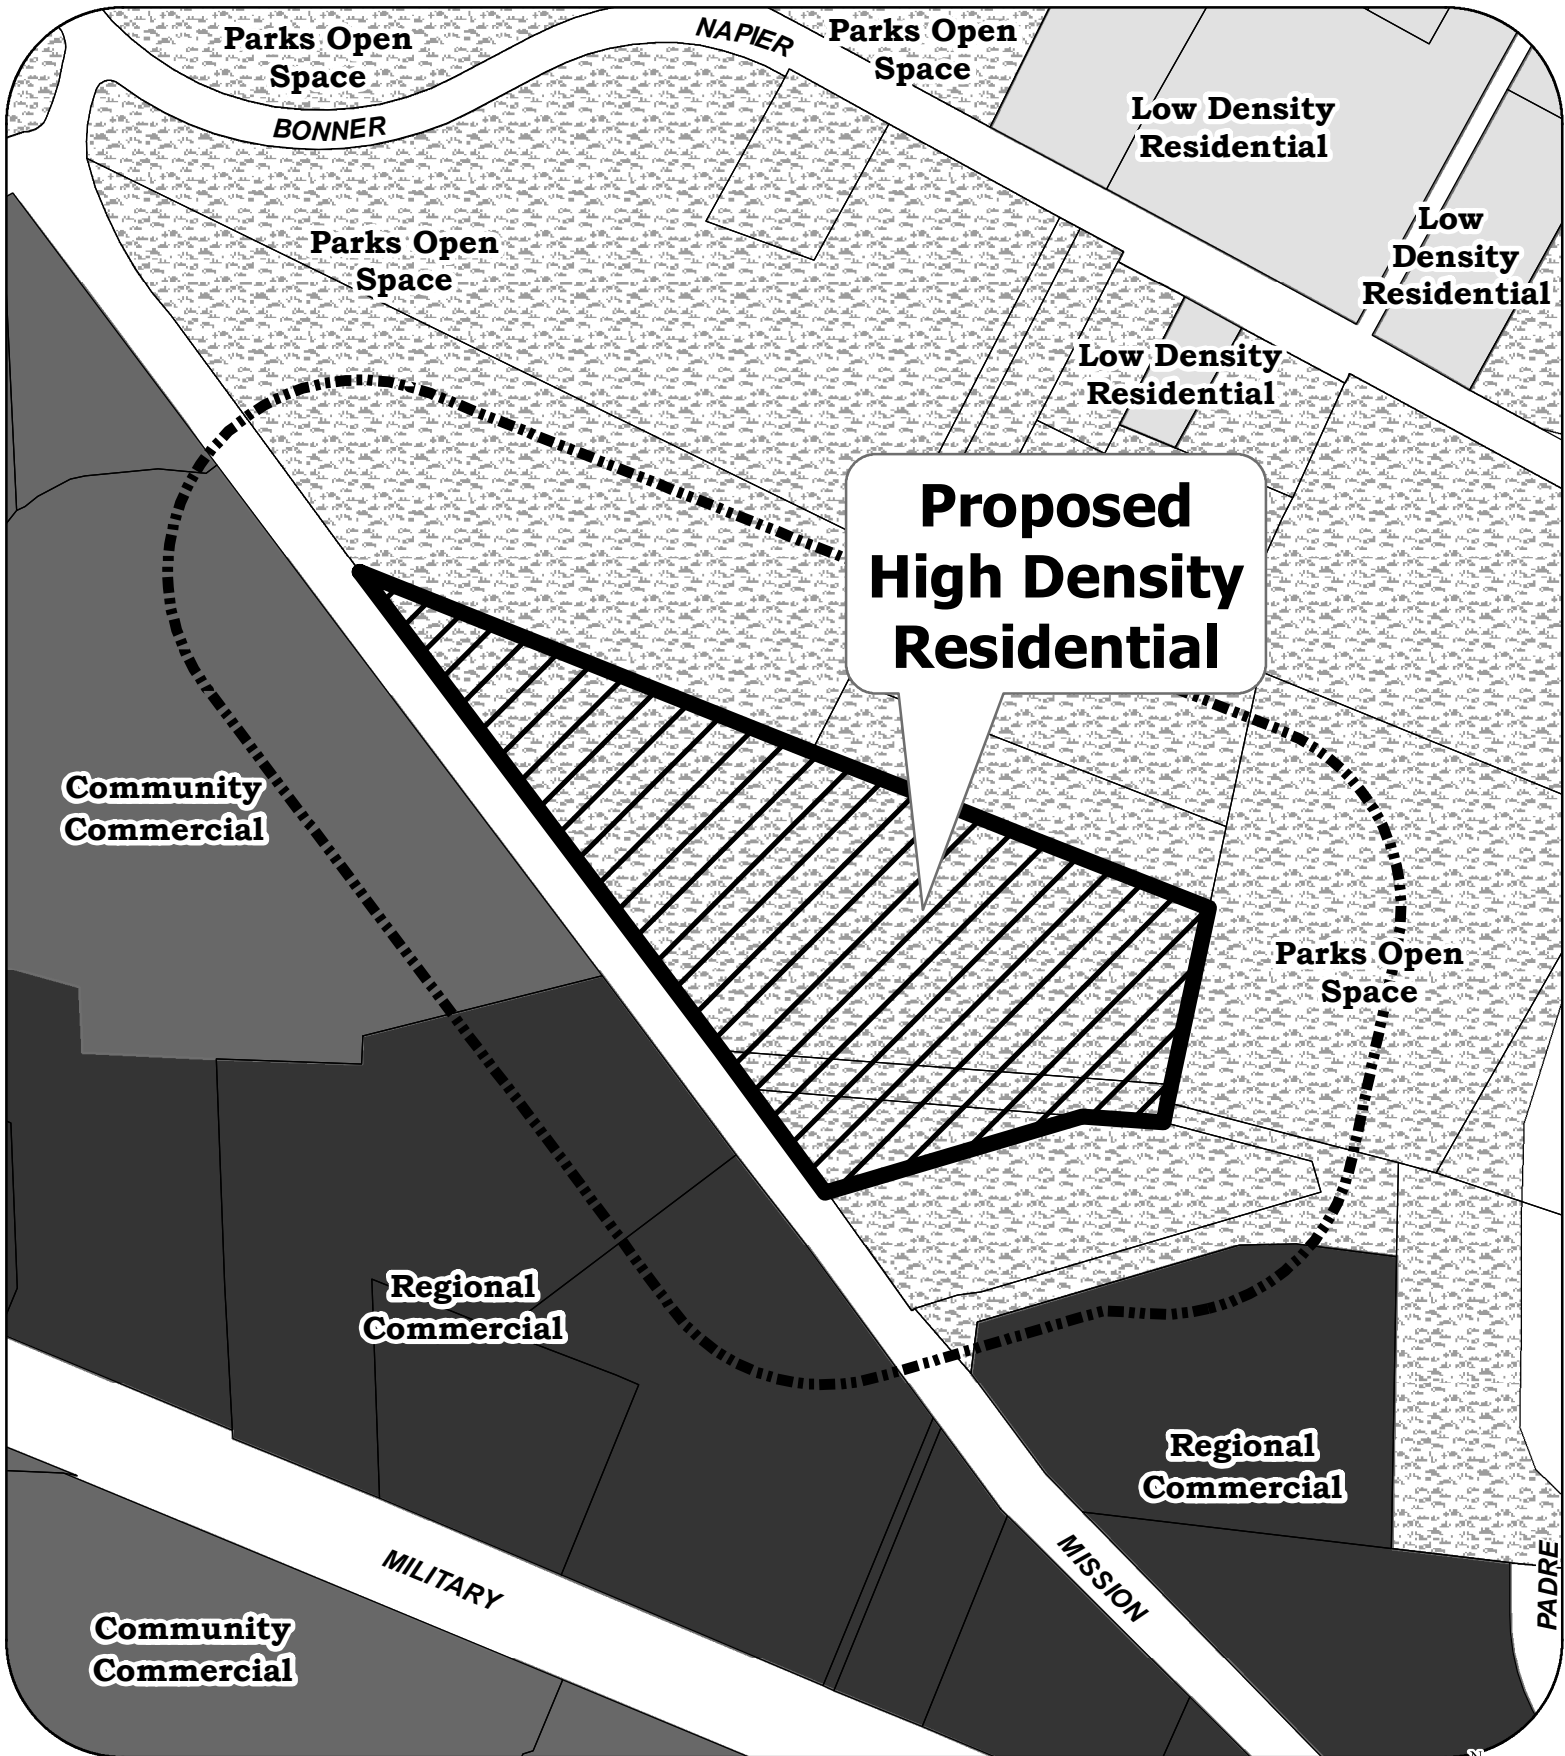 Parks Open
Space
NAPIER
Parks Open
Space
BONNER
Low Density
Residential
Low
Density
Residential
Parks Open
Space
Low Density
Residential
Proposed
High Density
Residential
Community
Commercial
Parks Open
Space
Regional
Commercial
Regional
Commercial
MILITARY
MISSION
PADRE
Community
Commercial
N